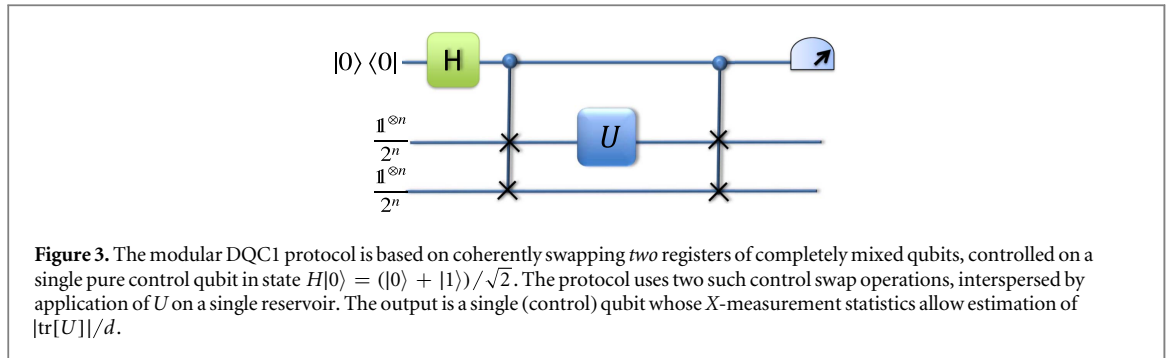 |0⟩ ⟨0|
H
𝟙^{⊗n}
2^n
U
𝟙^{⊗n}
2^n
Figure 3. The modular DQC1 protocol is based on coherently swapping two registers of completely mixed qubits, controlled on a
single pure control qubit in state H|0⟩ = (|0⟩ + |1⟩)/√2. The protocol uses two such control swap operations, interspersed by
application of U on a single reservoir. The output is a single (control) qubit whose X-measurement statistics allow estimation of
|tr[U]|/d.